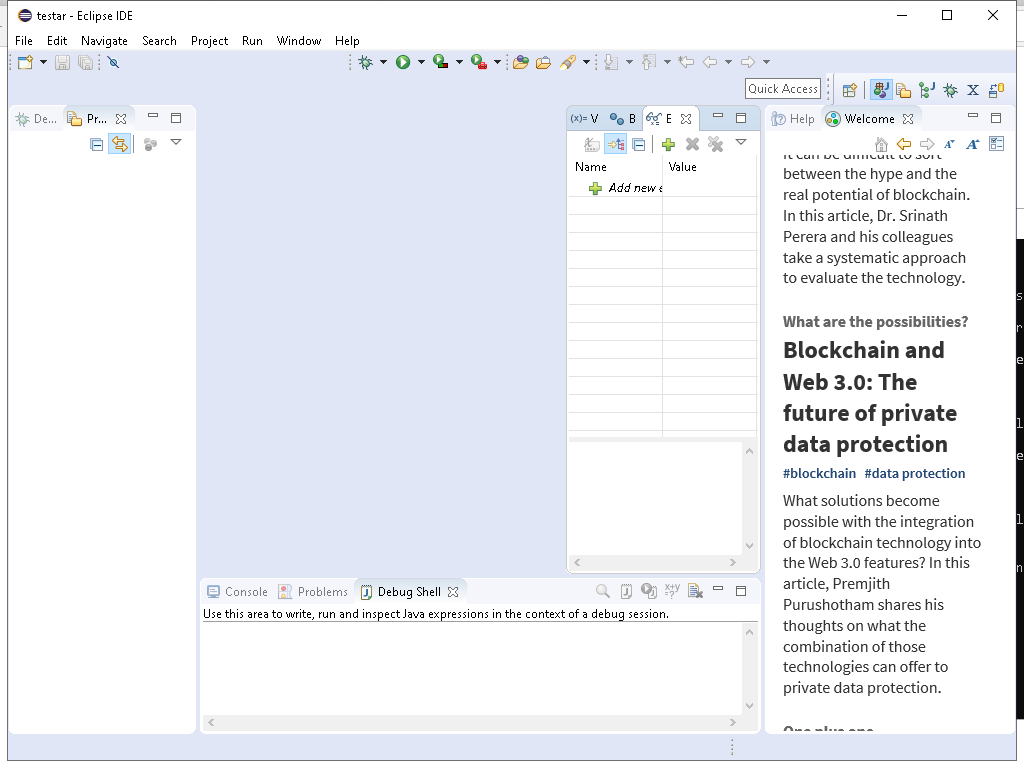 testar - Eclipse IDE
File Edit Navigate Search Project Run Window Help
Quick Access
De... Pr...
(x)= V B E
Help Welcome
Name Value
Add new e
It can be difficult to sort
between the hype and the
real potential of blockchain.
In this article, Dr. Srinath
Perera and his colleagues
take a systematic approach
to evaluate the technology.
What are the possibilities?
Blockchain and
Web 3.0: The
future of private
data protection
#blockchain #data protection
What solutions become
possible with the integration
of blockchain technology into
the Web 3.0 features? In this
article, Premjith
Purushotham shares his
thoughts on what the
combination of those
technologies can offer to
private data protection.
Console Problems Debug Shell
Use this area to write, run and inspect Java expressions in the context of a debug session.